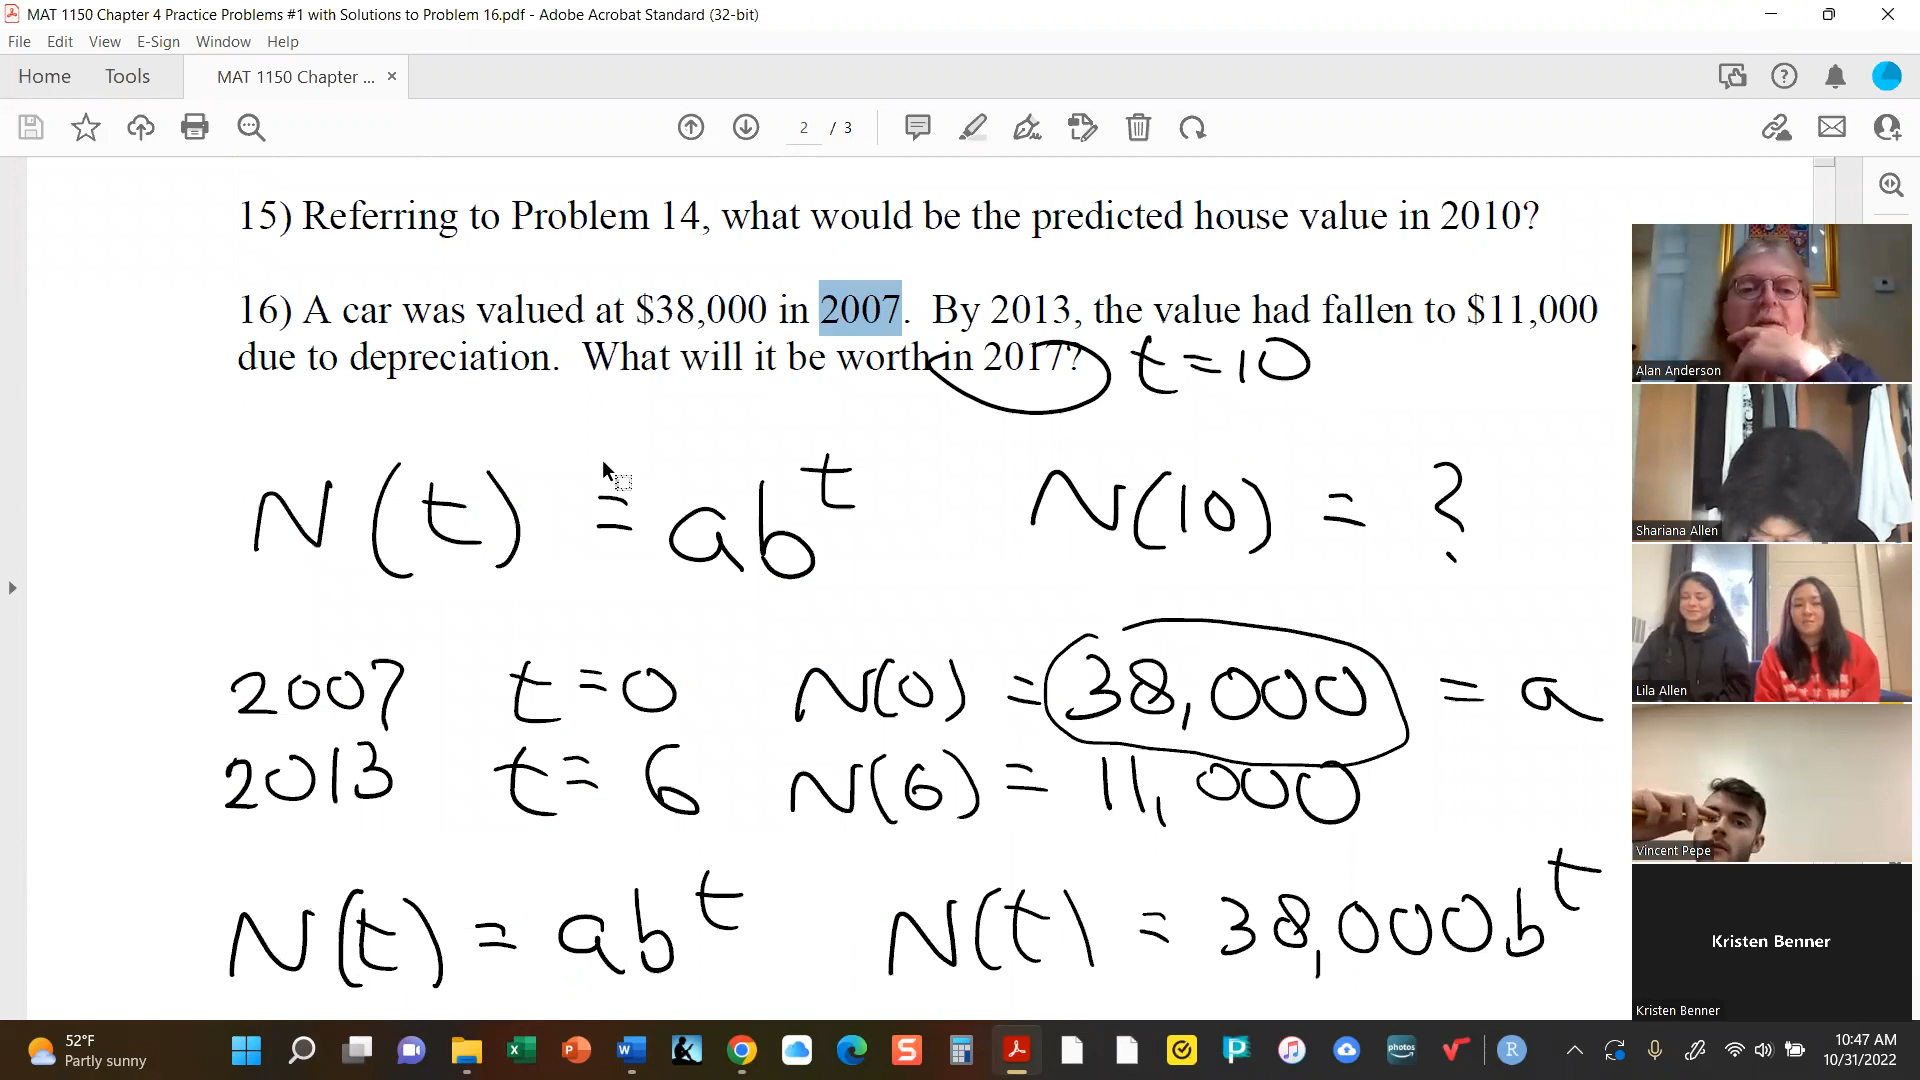 MAT 1150 Chapter 4 Practice Problems #1 with Solutions to Problem 16.pdf - Adobe Acrobat Standard (32-bit)
File Edit View E-Sign Window Help
Home Tools MAT 1150 Chapter ... ×
2 / 3
15) Referring to Problem 14, what would be the predicted house value in 2010?
16) A car was valued at $38,000 in 2007. By 2013, the value had fallen to $11,000
due to depreciation. What will it be worth in 2017? t = 10
N(t) = ab^t N(10) = ?
2007 t = 0 N(0) = 38,000 = a
2013 t = 6 N(6) = 11,000
N(t) = ab^t N(t) = 38,000b^t
Alan Anderson
Shariana Allen
Lila Allen
Vincent Pepe
Kristen Benner
Kristen Benner
52°F
Partly sunny
photos
10:47 AM
10/31/2022